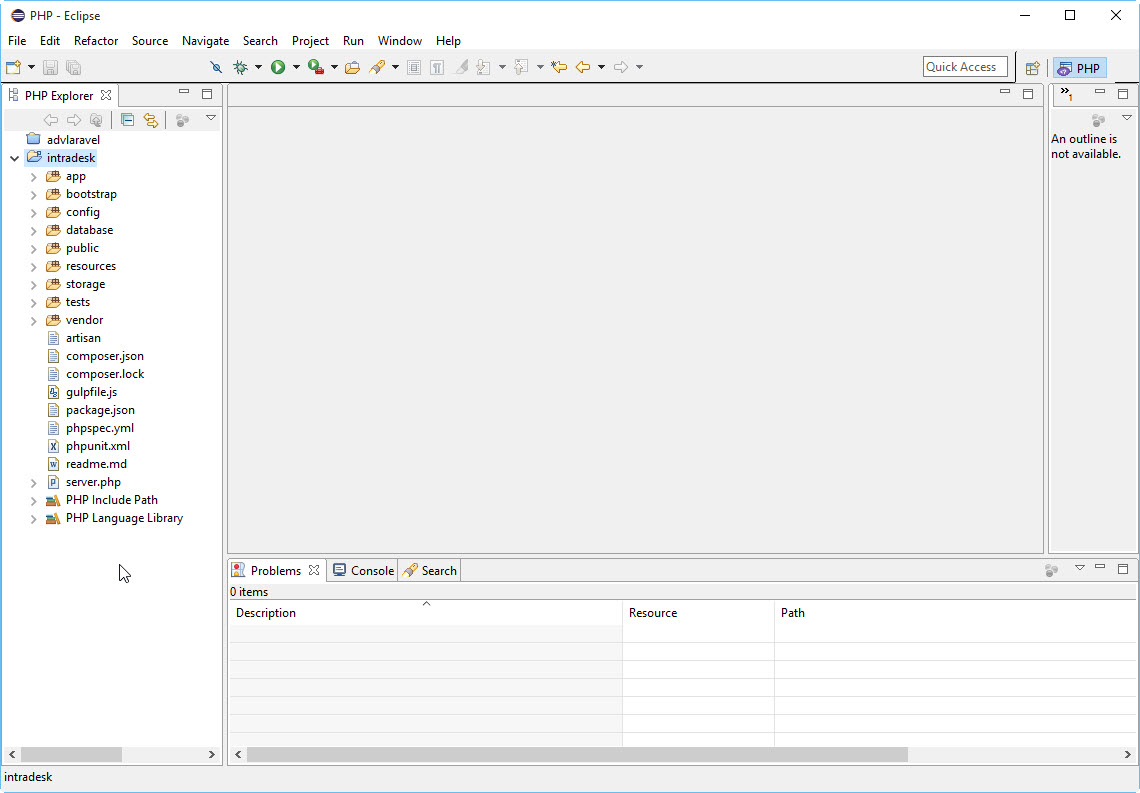 PHP - Eclipse
File Edit Refactor Source Navigate Search Project Run Window Help
Quick Access
PHP
PHP Explorer
1
advlaravel
intradesk
app
bootstrap
config
database
public
resources
storage
tests
vendor
artisan
composer.json
composer.lock
gulpfile.js
package.json
phpspec.yml
phpunit.xml
readme.md
server.php
PHP Include Path
PHP Language Library
An outline is
not available.
Problems Console Search
0 items
Description Resource Path
intradesk